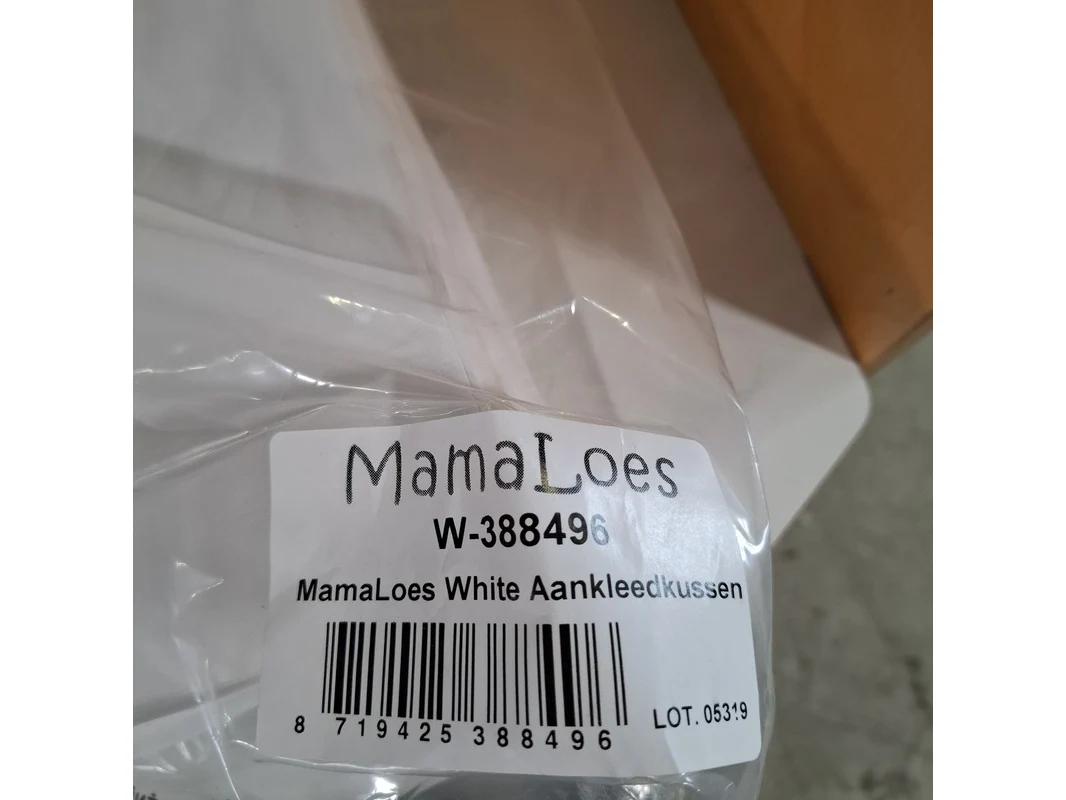 MamaLoes
W-388496
MamaLoes White Aankleedkussen
8 719425 388496
LOT. 05319